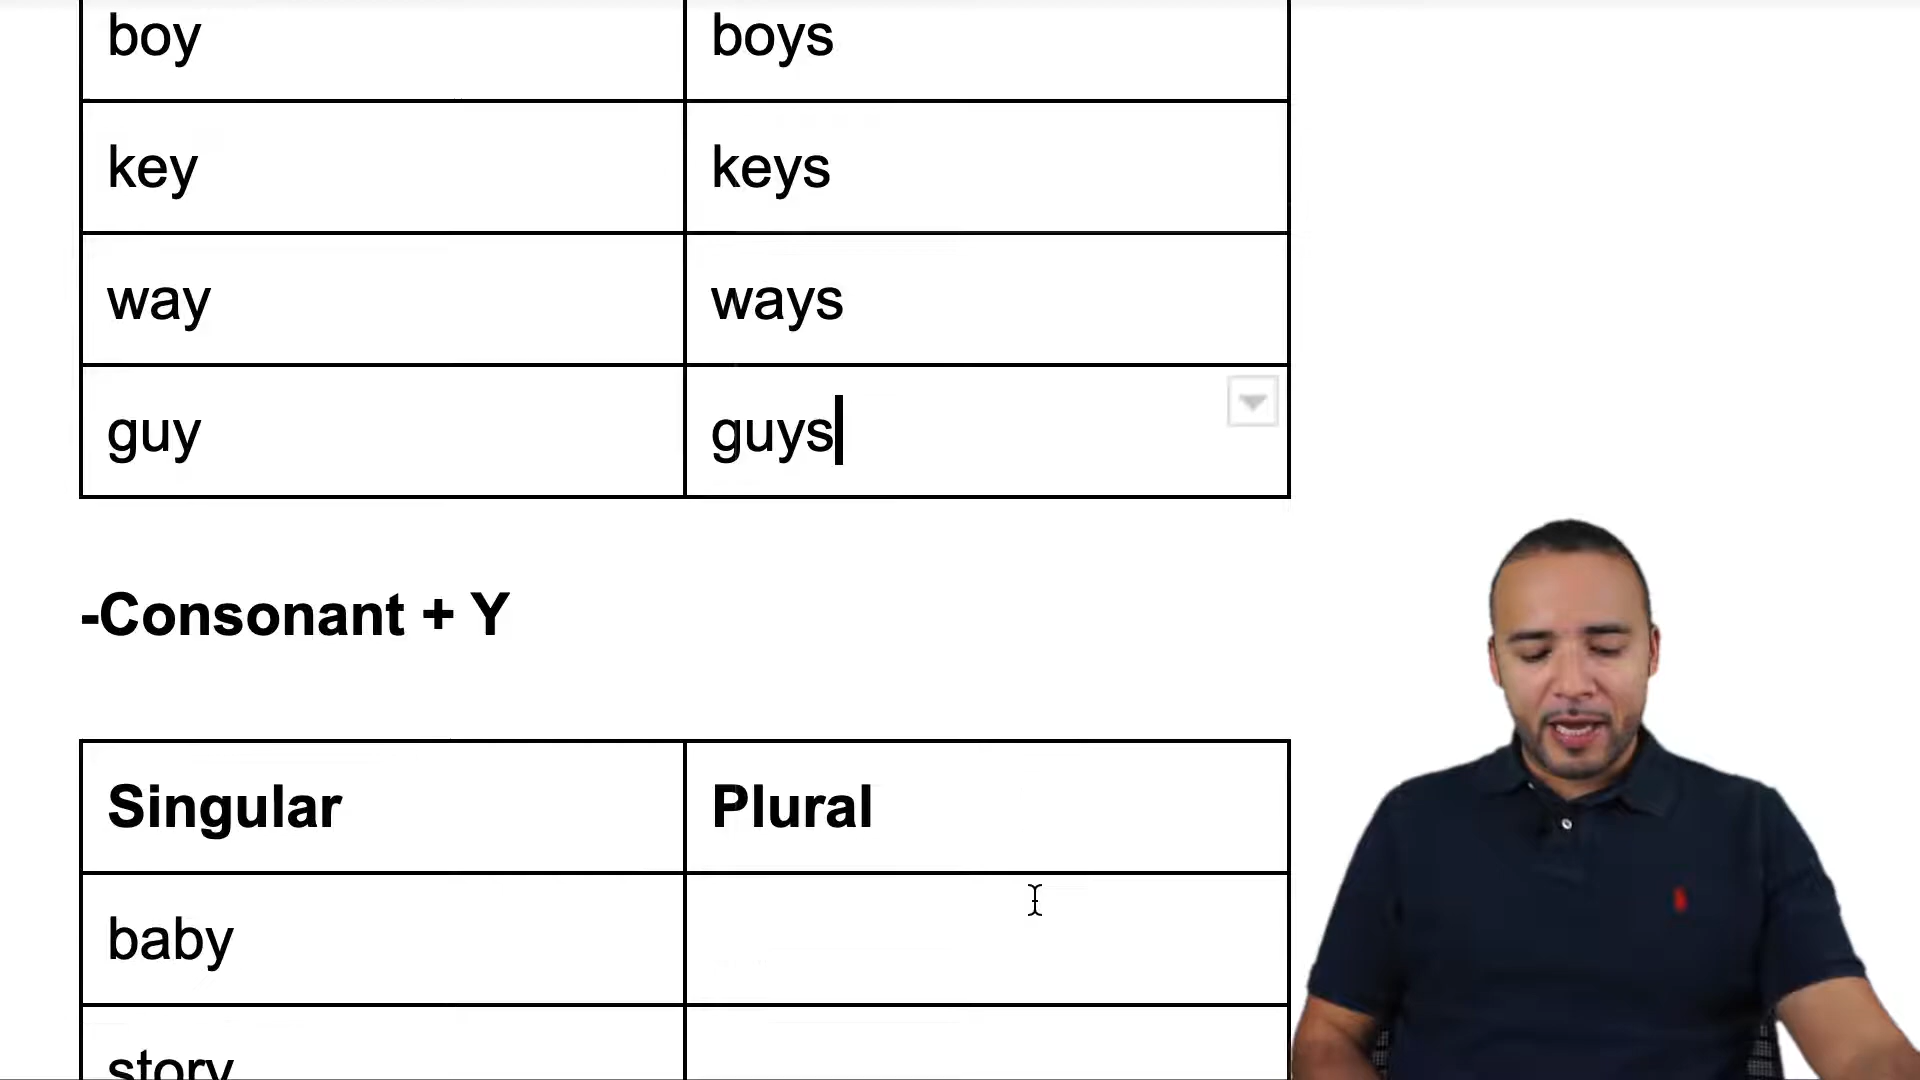 boy boys
key keys
way ways
guy guys
-Consonant + Y
Singular Plural
baby
story